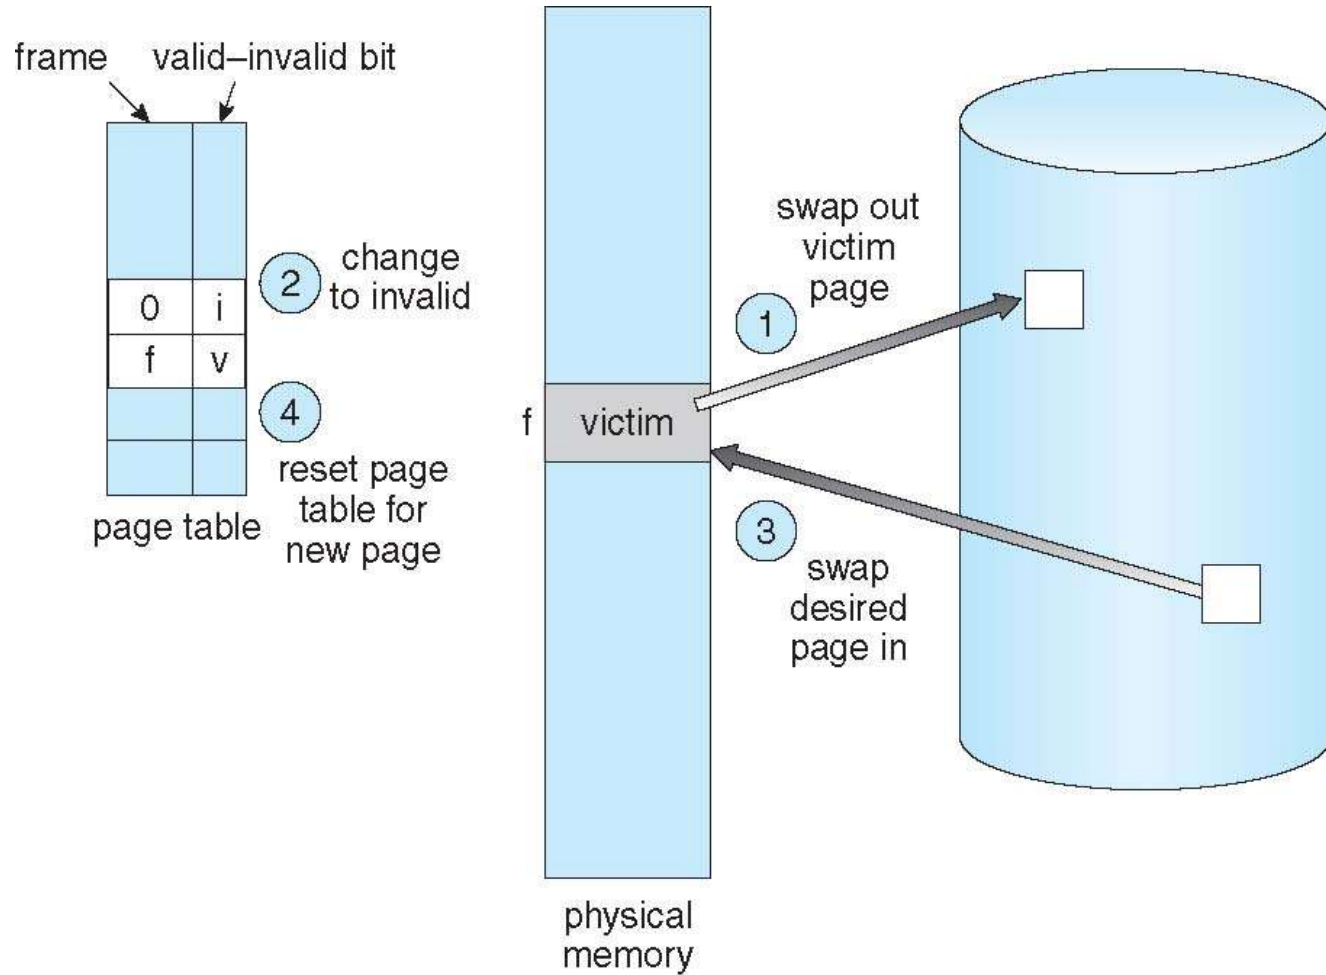 frame
valid–invalid bit
0
i
f
v
2
change
to invalid
4
reset page
table for
new page
page table
f
victim
physical
memory
swap out
victim
page
1
3
swap
desired
page in